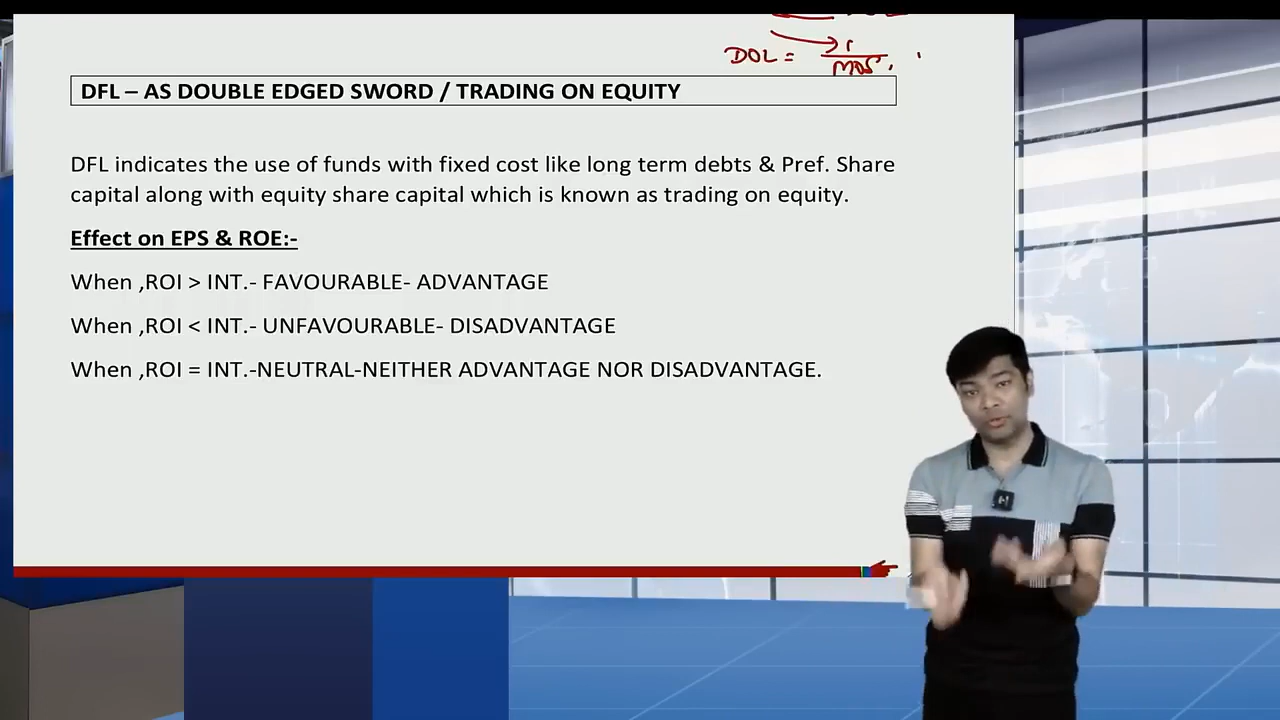 DOL = 1
MOS
DFL – AS DOUBLE EDGED SWORD / TRADING ON EQUITY
DFL indicates the use of funds with fixed cost like long term debts & Pref. Share
capital along with equity share capital which is known as trading on equity.
Effect on EPS & ROE:-
When ,ROI > INT.- FAVOURABLE- ADVANTAGE
When ,ROI < INT.- UNFAVOURABLE- DISADVANTAGE
When ,ROI = INT.-NEUTRAL-NEITHER ADVANTAGE NOR DISADVANTAGE.